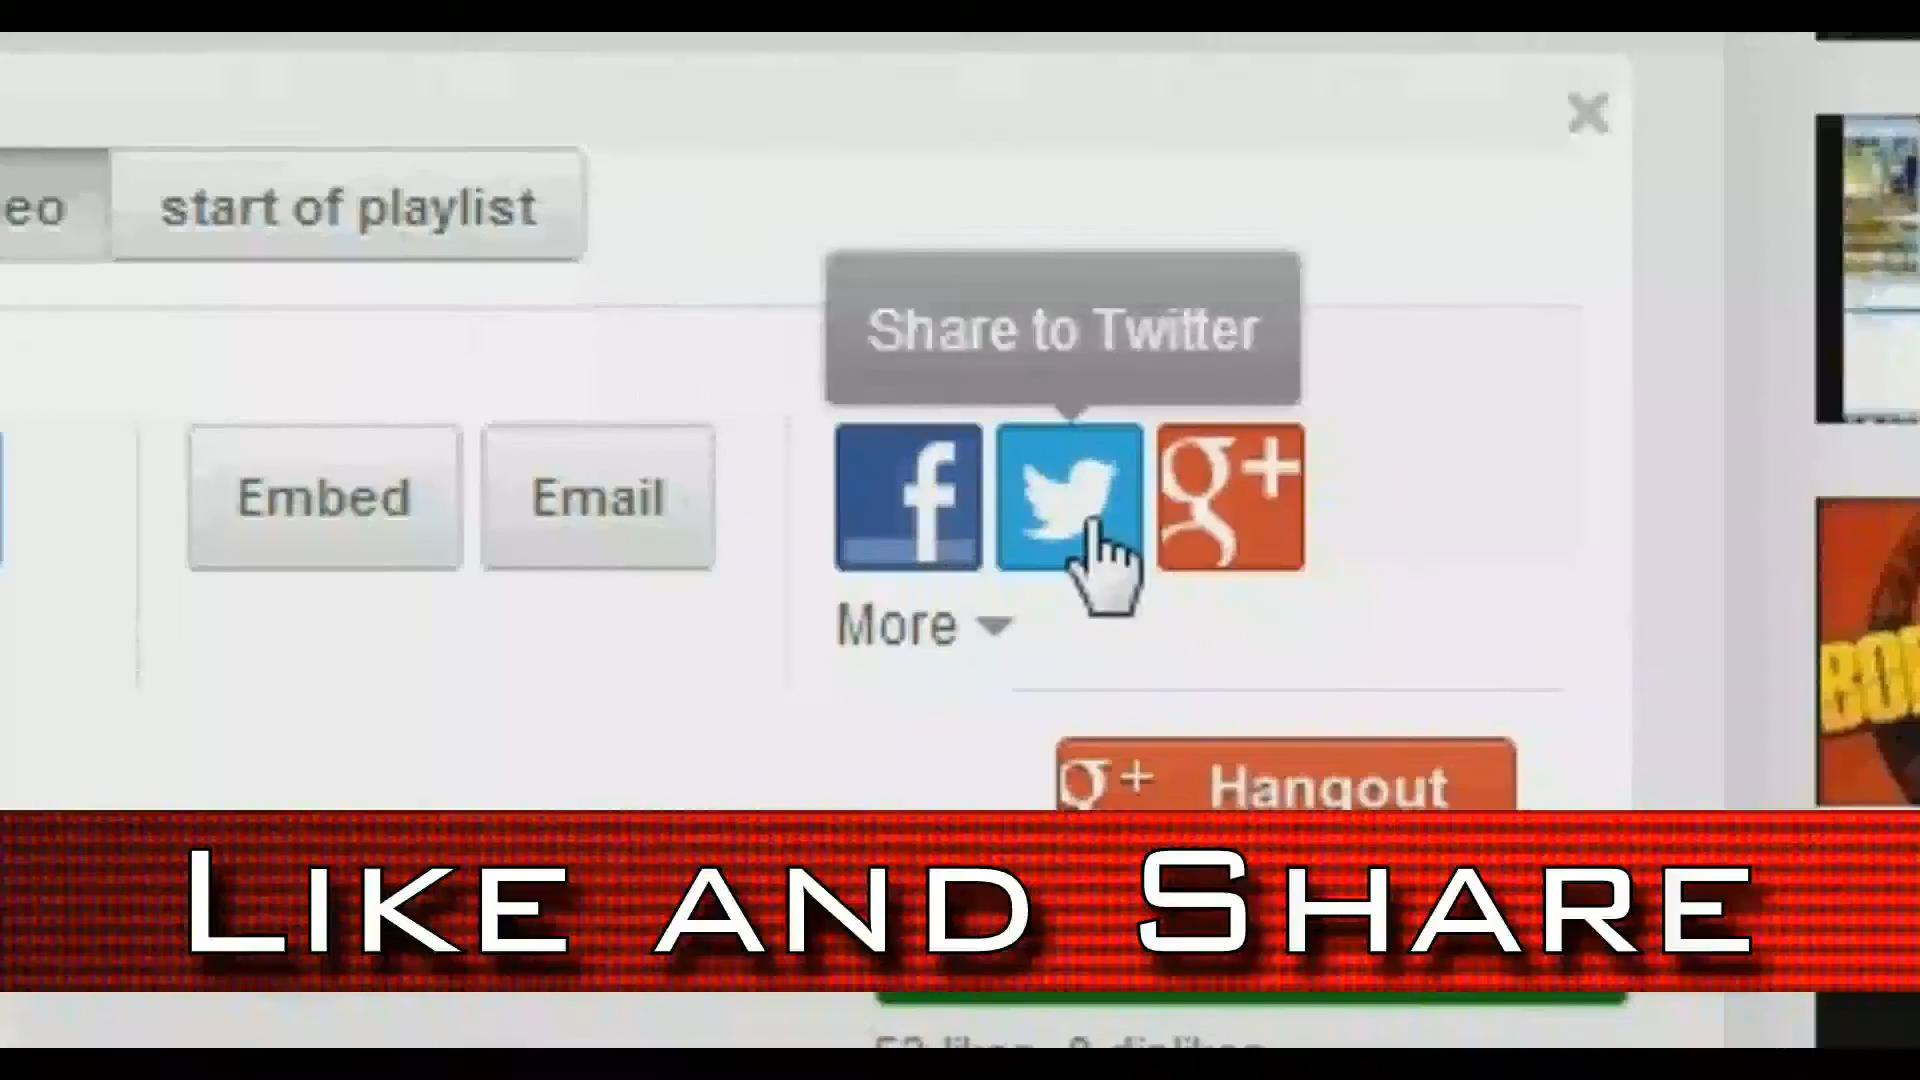 eo
start of playlist
Share to Twitter
Embed
Email
f
g+
More
g+ Hangout
LIKE AND SHARE